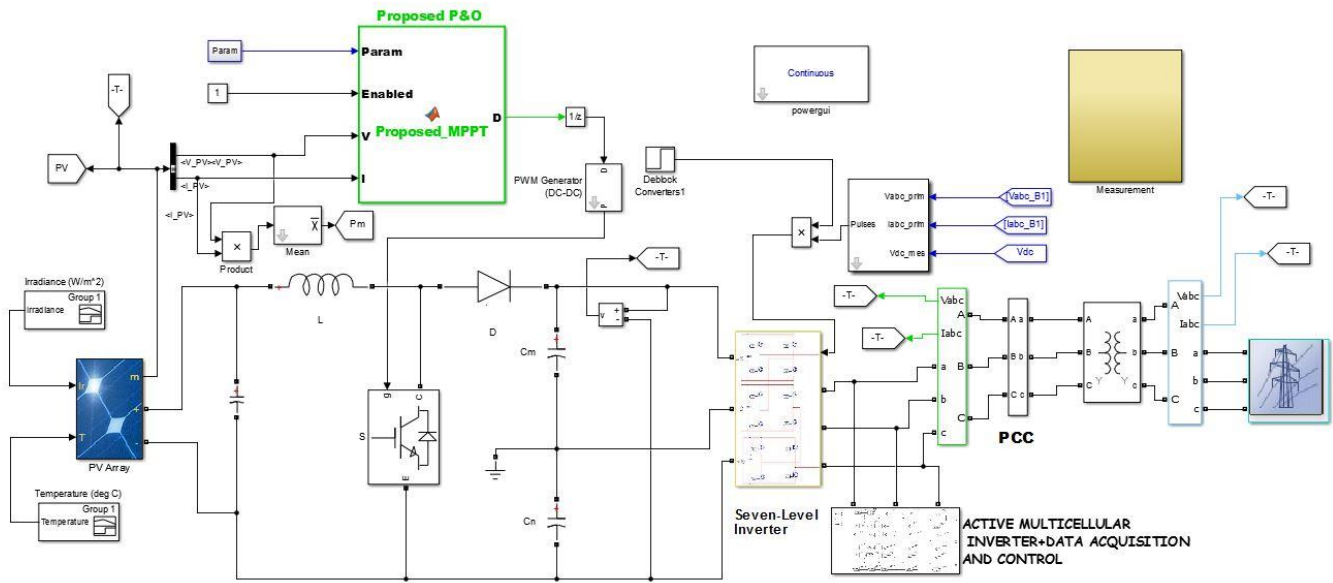 Proposed P&O
Param
Param
-T-
1
Enabled
D
1/z
Proposed_MPPT
Continuous
powergui
PV
<V_PV><V_PV>
V
<I_PV>
I
<I_PV>
PWM Generator
(DC-DC)
D
P
Deblock
Converters1
Vabc_prim
[Vabc_B1]
Pulses
Iabc_prim
[Iabc_B1]
Vdc_mes
Vdc
Measurement
-T-
×
Product
X
Mean
Pm
×
-T-
-T-
Irradiance (W/m^2)
Group 1
Irradiance
L
D
v
+
-
-T-
-T-
Vabc
Iabc
A
B
C
a
b
c
A a
B b
C c
PCC
A
B
C
a
b
c
Y
Y
Vabc
Iabc
A
B
C
a
b
c
Ir
T
m
+
-
PV Array
Temperature (deg C)
Group 1
Temperature
g
C
S
E
Cm
Cn
Seven-Level
Inverter
ACTIVE MULTICELLULAR
INVERTER+DATA ACQUISITION
AND CONTROL